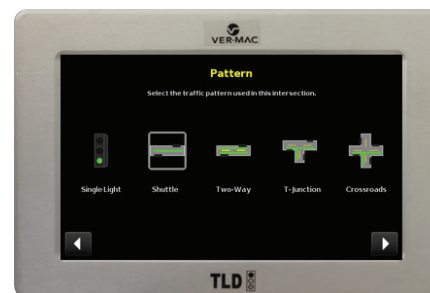 VER-MAC
Pattern
Select the traffic pattern used in this intersection.
Single Light
Shuttle
Two-Way
T-Junction
Crossroads
TLD